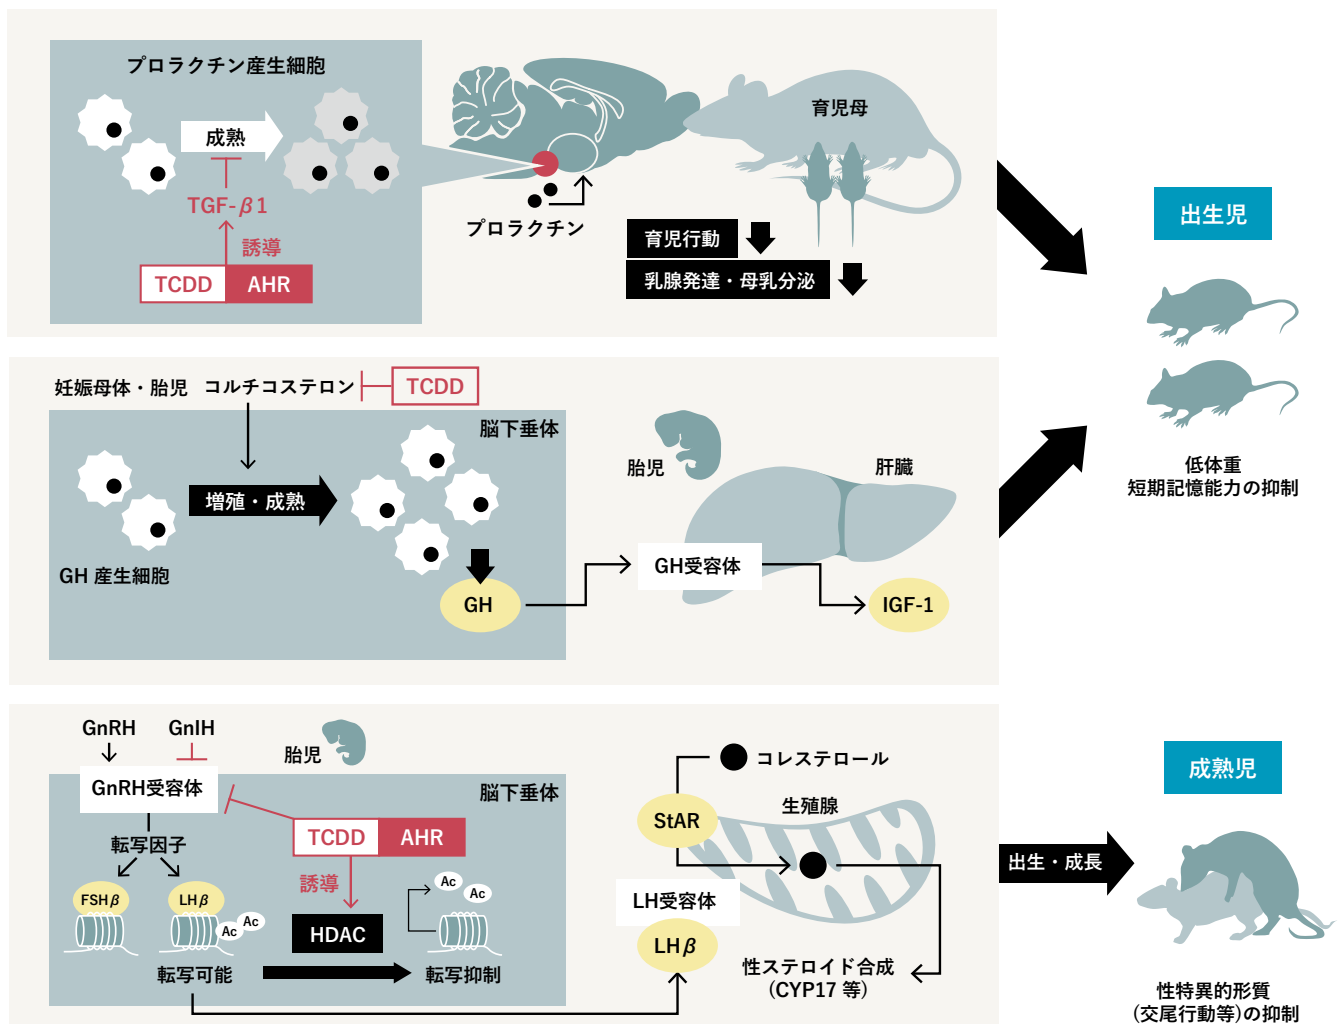 プロラクチン産生細胞
成熟
TGF-β1
誘導
TCDD AHR
プロラクチン
育児母
育児行動
乳腺発達・母乳分泌
出生児
低体重
短期記憶能力の抑制
妊娠母体・胎児 コルチコステロン TCDD
脳下垂体
増殖・成熟
GH 産生細胞
GH
胎児
肝臓
GH受容体
IGF-1
GnRH GnIH
胎児
GnRH受容体
脳下垂体
転写因子
TCDD AHR
誘導
FSHβ LHβ
Ac Ac
Ac
Ac
HDAC
転写可能
転写抑制
コレステロール
生殖腺
StAR
LH受容体
LHβ
性ステロイド合成
(CYP17 等)
出生・成長
成熟児
性特異的形質
(交尾行動等)の抑制